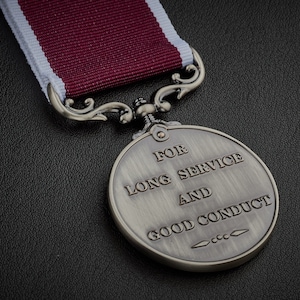 FOR
LONG SERVICE
AND
GOOD CONDUCT